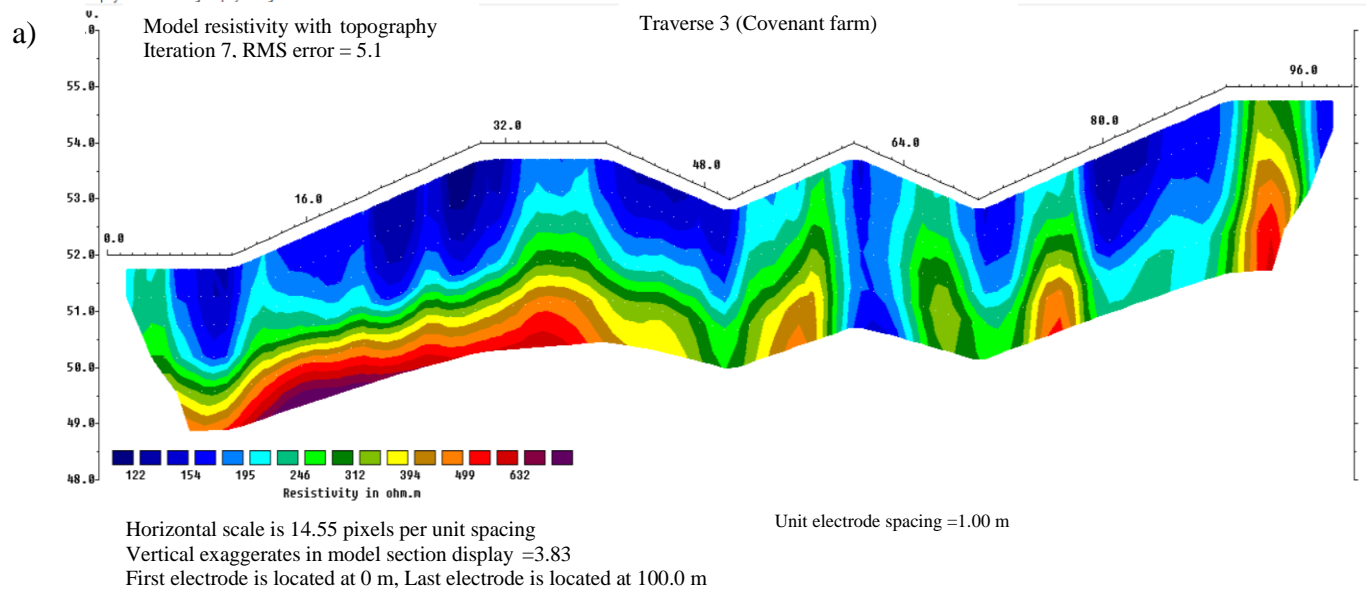 a)
Model resistivity with topography
Iteration 7, RMS error = 5.1
Traverse 3 (Covenant farm)
55.0
54.0
53.0
52.0
51.0
50.0
49.0
48.0
0.0
16.0
32.0
48.0
64.0
80.0
96.0
122 154 195 246 312 394 499 632
Resistivity in ohm.m
Horizontal scale is 14.55 pixels per unit spacing
Unit electrode spacing =1.00 m
Vertical exaggerates in model section display =3.83
First electrode is located at 0 m, Last electrode is located at 100.0 m